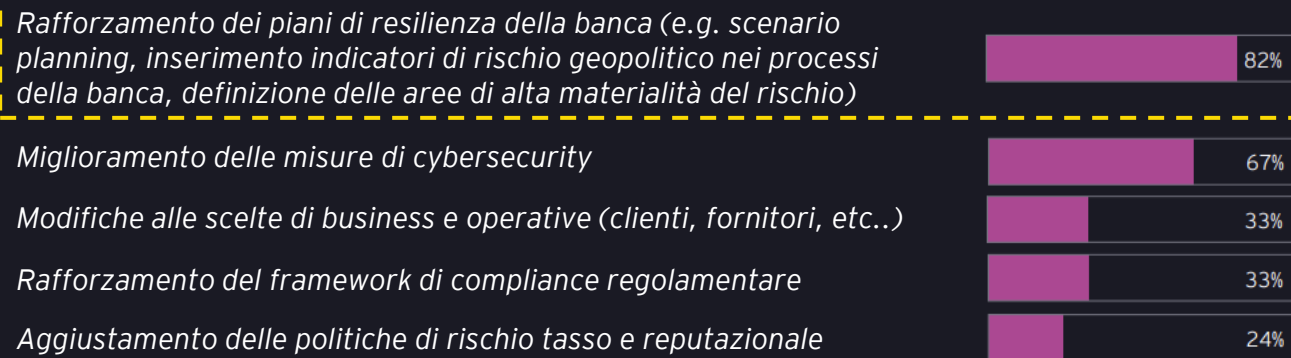 Rafforzamento dei piani di resilienza della banca (e.g. scenario
planning, inserimento indicatori di rischio geopolitico nei processi
della banca, definizione delle aree di alta materialità del rischio)
82%
Miglioramento delle misure di cybersecurity
67%
Modifiche alle scelte di business e operative (clienti, fornitori, etc..)
33%
Rafforzamento del framework di compliance regolamentare
33%
Aggiustamento delle politiche di rischio tasso e reputazionale
24%